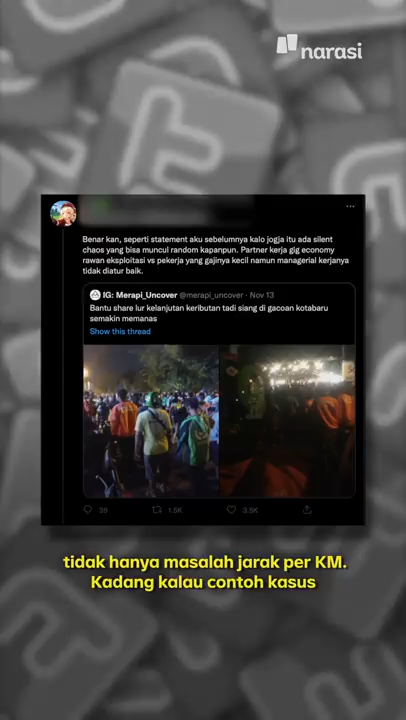 narasi
Benar kan, seperti statement aku sebelumnya kalo jogja itu ada silent
chaos yang bisa muncul random kapanpun. Partner kerja gig economy
rawan eksploitasi vs pekerja yang gajinya kecil namun managerial kerjanya
tidak diatur baik.
IG: Merapi_Uncover @merapi_uncover · Nov 13
Bantu share lur kelanjutan keributan tadi siang di gacoan kotabaru
semakin memanas
Show this thread
39 1.5K 3.5K
tidak hanya masalah jarak per KM.
Kadang kalau contoh kasus